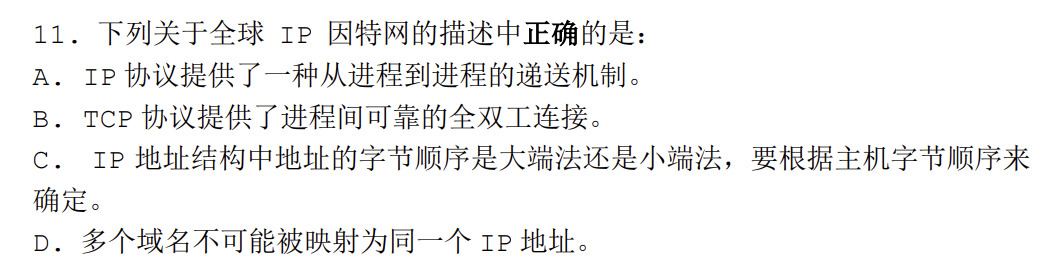 11. 下列关于全球 IP 因特网的描述中正确的是：
A. IP 协议提供了一种从进程到进程的递送机制。
B. TCP 协议提供了进程间可靠的全双工连接。
C. IP 地址结构中地址的字节顺序是大端法还是小端法，要根据主机字节顺序来
确定。
D. 多个域名不可能被映射为同一个 IP 地址。